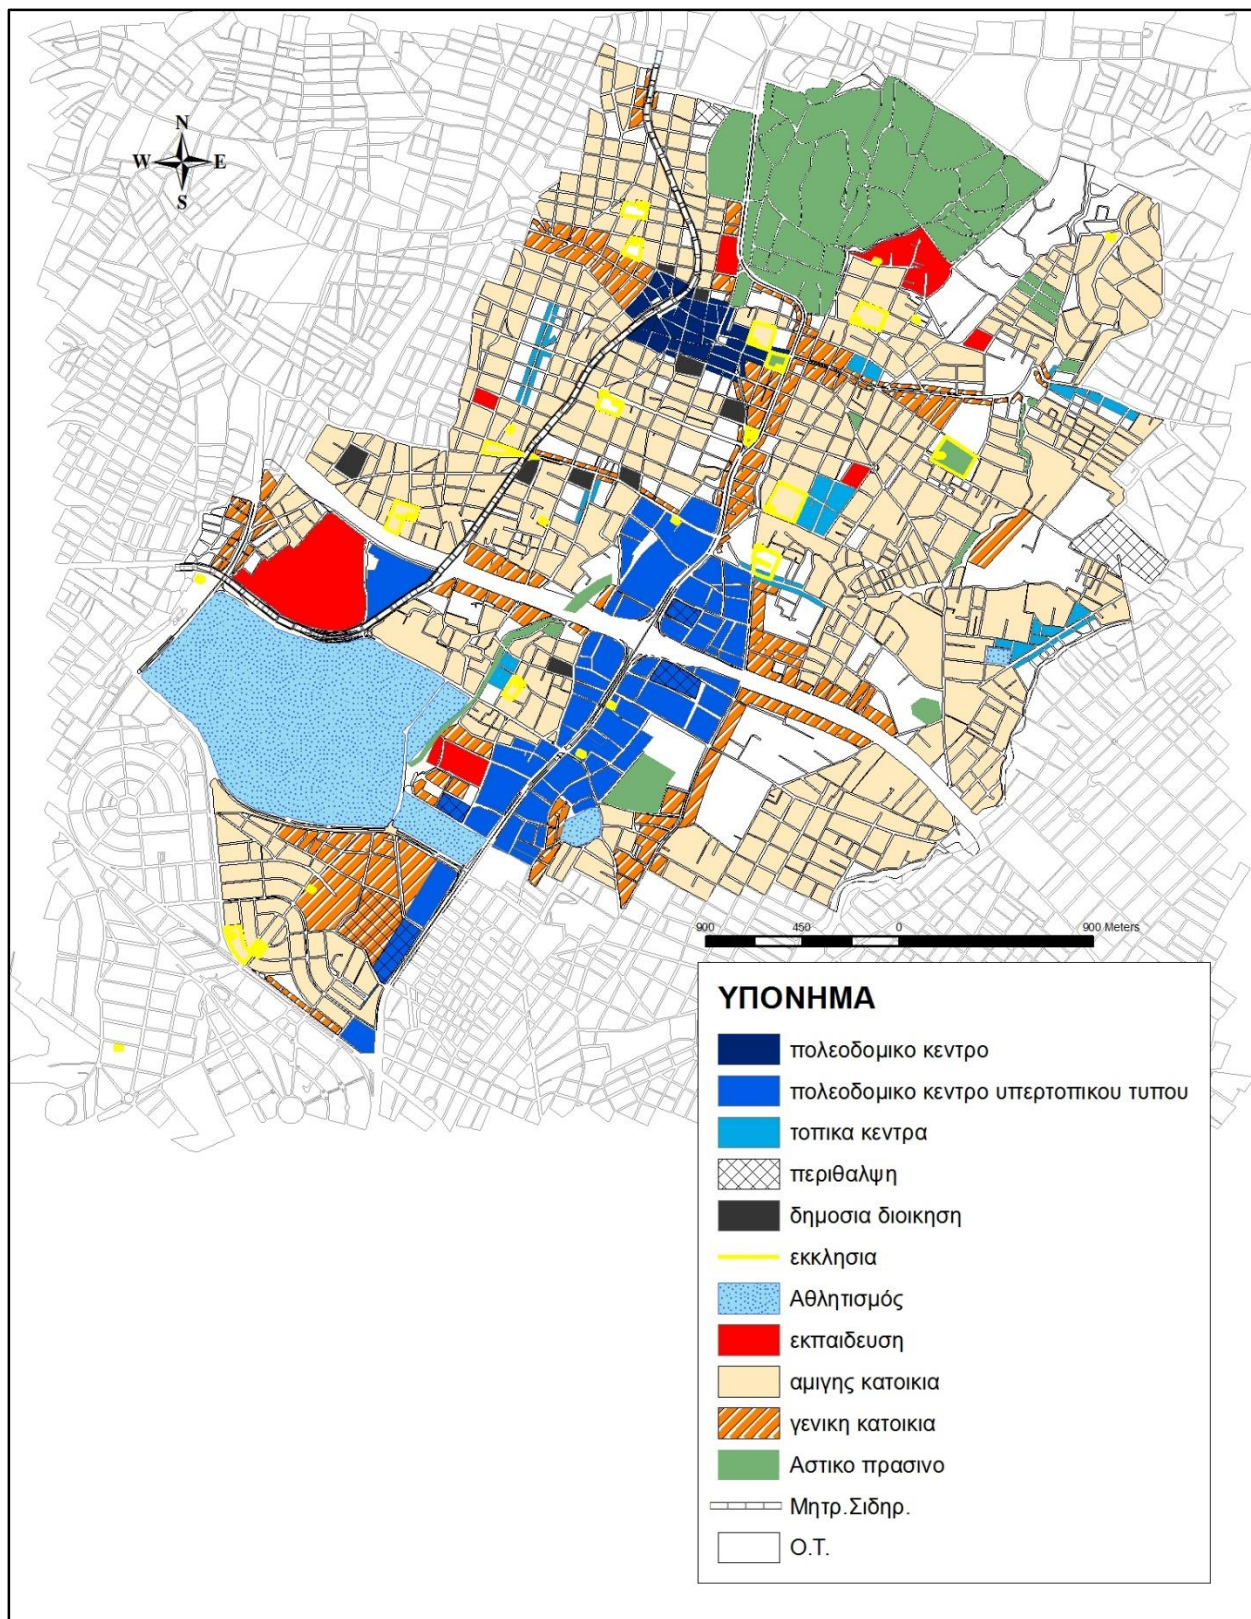 N
W E
S
900 450 0 900 Meters
ΥΠΟΝΗΜΑ
πολεοδομικο κεντρο
πολεοδομικο κεντρο υπερτοπικου τυπου
τοπικα κεντρα
περιθαλψη
δημοσια διοικηση
εκκλησια
Αθλητισμός
εκπαιδευση
αμιγης κατοικια
γενικη κατοικια
Αστικο πρασινο
Μητρ.Σιδηρ.
Ο.Τ.